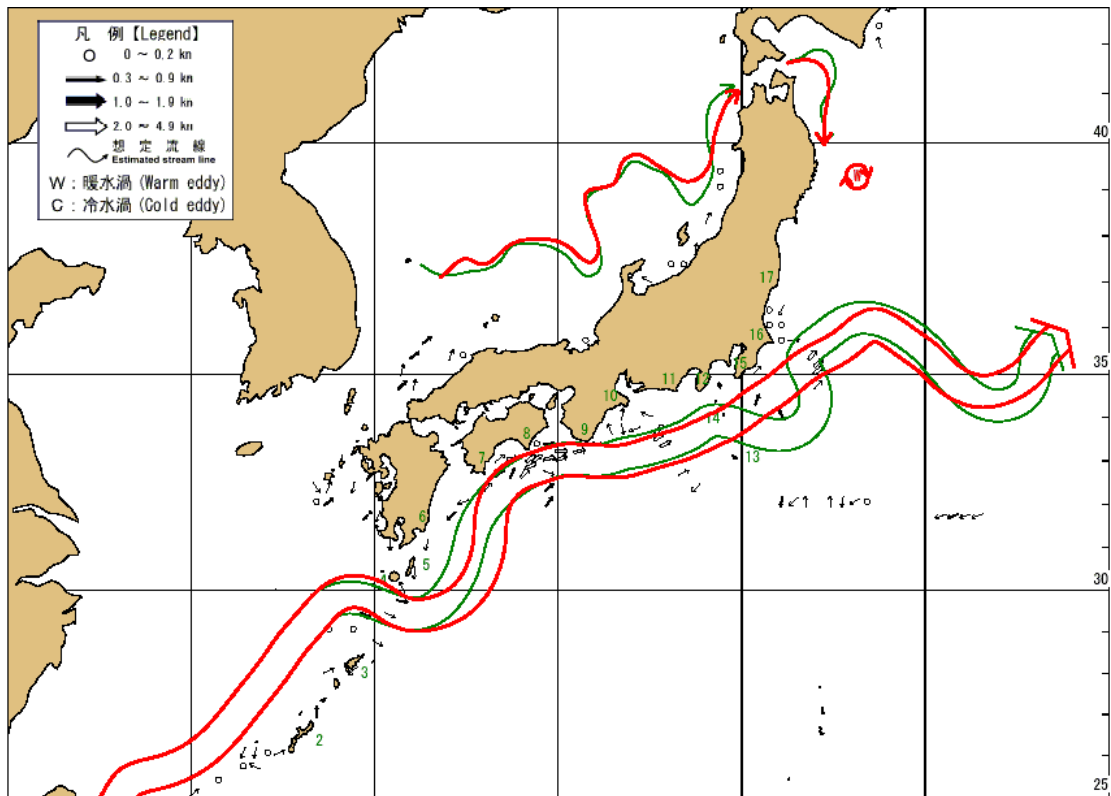 凡 例【Legend】
0 ~ 0.2 kn
0.3 ~ 0.9 kn
1.0 ~ 1.9 kn
2.0 ~ 4.9 kn
想 定 流 線
Estimated stream line
W : 暖水渦 (Warm eddy)
C : 冷水渦 (Cold eddy)
40
W
17
16
35
15
12
11
10
14
9
8
13
7
6
5
4
30
3
2
25